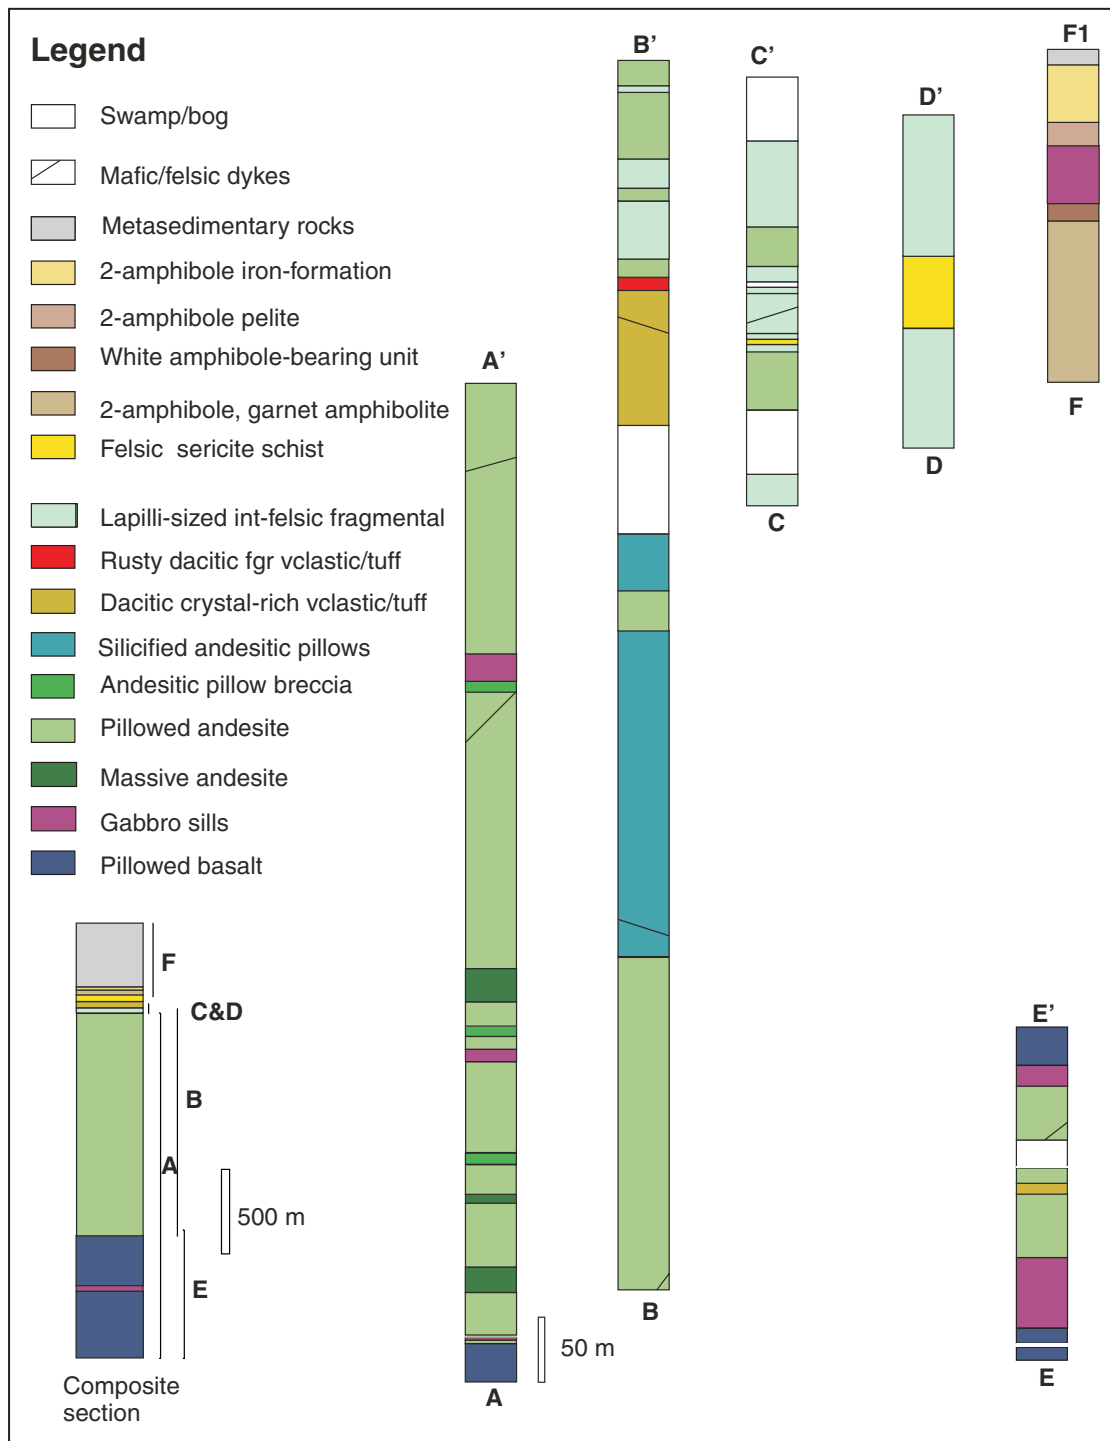 Legend
Swamp/bog
Mafic/felsic dykes
Metasedimentary rocks
2-amphibole iron-formation
2-amphibole pelite
White amphibole-bearing unit
2-amphibole, garnet amphibolite
Felsic sericite schist
Lapilli-sized int-felsic fragmental
Rusty dacitic fgr vclastic/tuff
Dacitic crystal-rich vclastic/tuff
Silicified andesitic pillows
Andesitic pillow breccia
Pillowed andesite
Massive andesite
Gabbro sills
Pillowed basalt
F
C&D
B
A
E
500 m
Composite
section
A’
A
50 m
B’
B
C’
C
D’
D
F1
F
E’
E